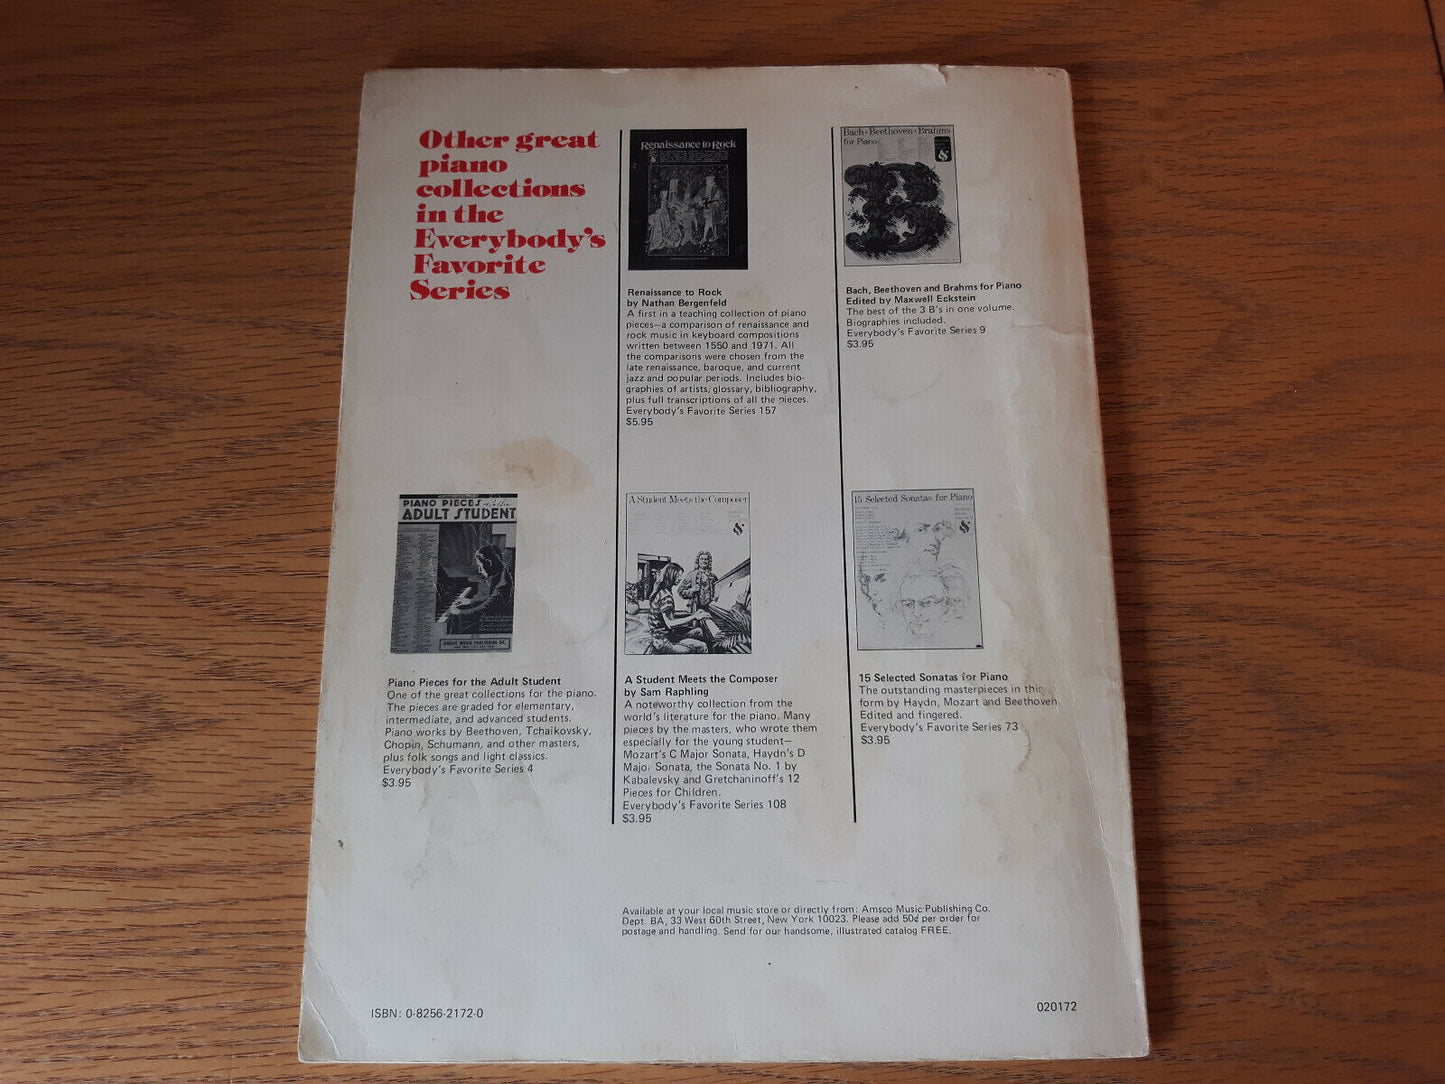 Other great
piano
collections
in the
Everybody's
Favorite
Series
Renaissance to Rock
Renaissance to Rock
by Nathan Bergenfeld
A first in a teaching collection of piano
pieces—a comparison of renaissance and
rock music in keyboard compositions
written between 1550 and 1971. All
the comparisons were chosen from the
late renaissance, baroque, and current
jazz and popular periods. Includes bio-
graphies of artists, glossary, bibliography,
plus full transcriptions of all the pieces.
Everybody's Favorite Series 157
$5.95
Bach·Beethoven·Brahms
for Piano
Bach, Beethoven and Brahms for Piano
Edited by Maxwell Eckstein
The best of the 3 B's in one volume.
Biographies included.
Everybody's Favorite Series 9
$3.95
PIANO PIECES
ADULT STUDENT
Piano Pieces for the Adult Student
One of the great collections for the piano.
The pieces are graded for elementary,
intermediate, and advanced students.
Piano works by Beethoven, Tchaikovsky,
Chopin, Schumann, and other masters,
plus folk songs and light classics.
Everybody's Favorite Series 4
$3.95
A Student Meets the Composer
A Student Meets the Composer
by Sam Raphling
A noteworthy collection from the
world's literature for the piano. Many
pieces by the masters, who wrote them
especially for the young student—
Mozart's C Major Sonata, Haydn's D
Major Sonata, the Sonata No. 1 by
Kabalevsky and Gretchaninoff's 12
Pieces for Children.
Everybody's Favorite Series 108
$3.95
15 Selected Sonatas for Piano
15 Selected Sonatas for Piano
The outstanding masterpieces in this
form by Haydn, Mozart and Beethoven
Edited and fingered.
Everybody's Favorite Series 73
$3.95
Available at your local music store or directly from: Amsco Music Publishing Co.
Dept. BA, 33 West 60th Street, New York 10023. Please add 50¢ per order for
postage and handling. Send for our handsome, illustrated catalog FREE.
ISBN: 0-8256-2172-0
020172